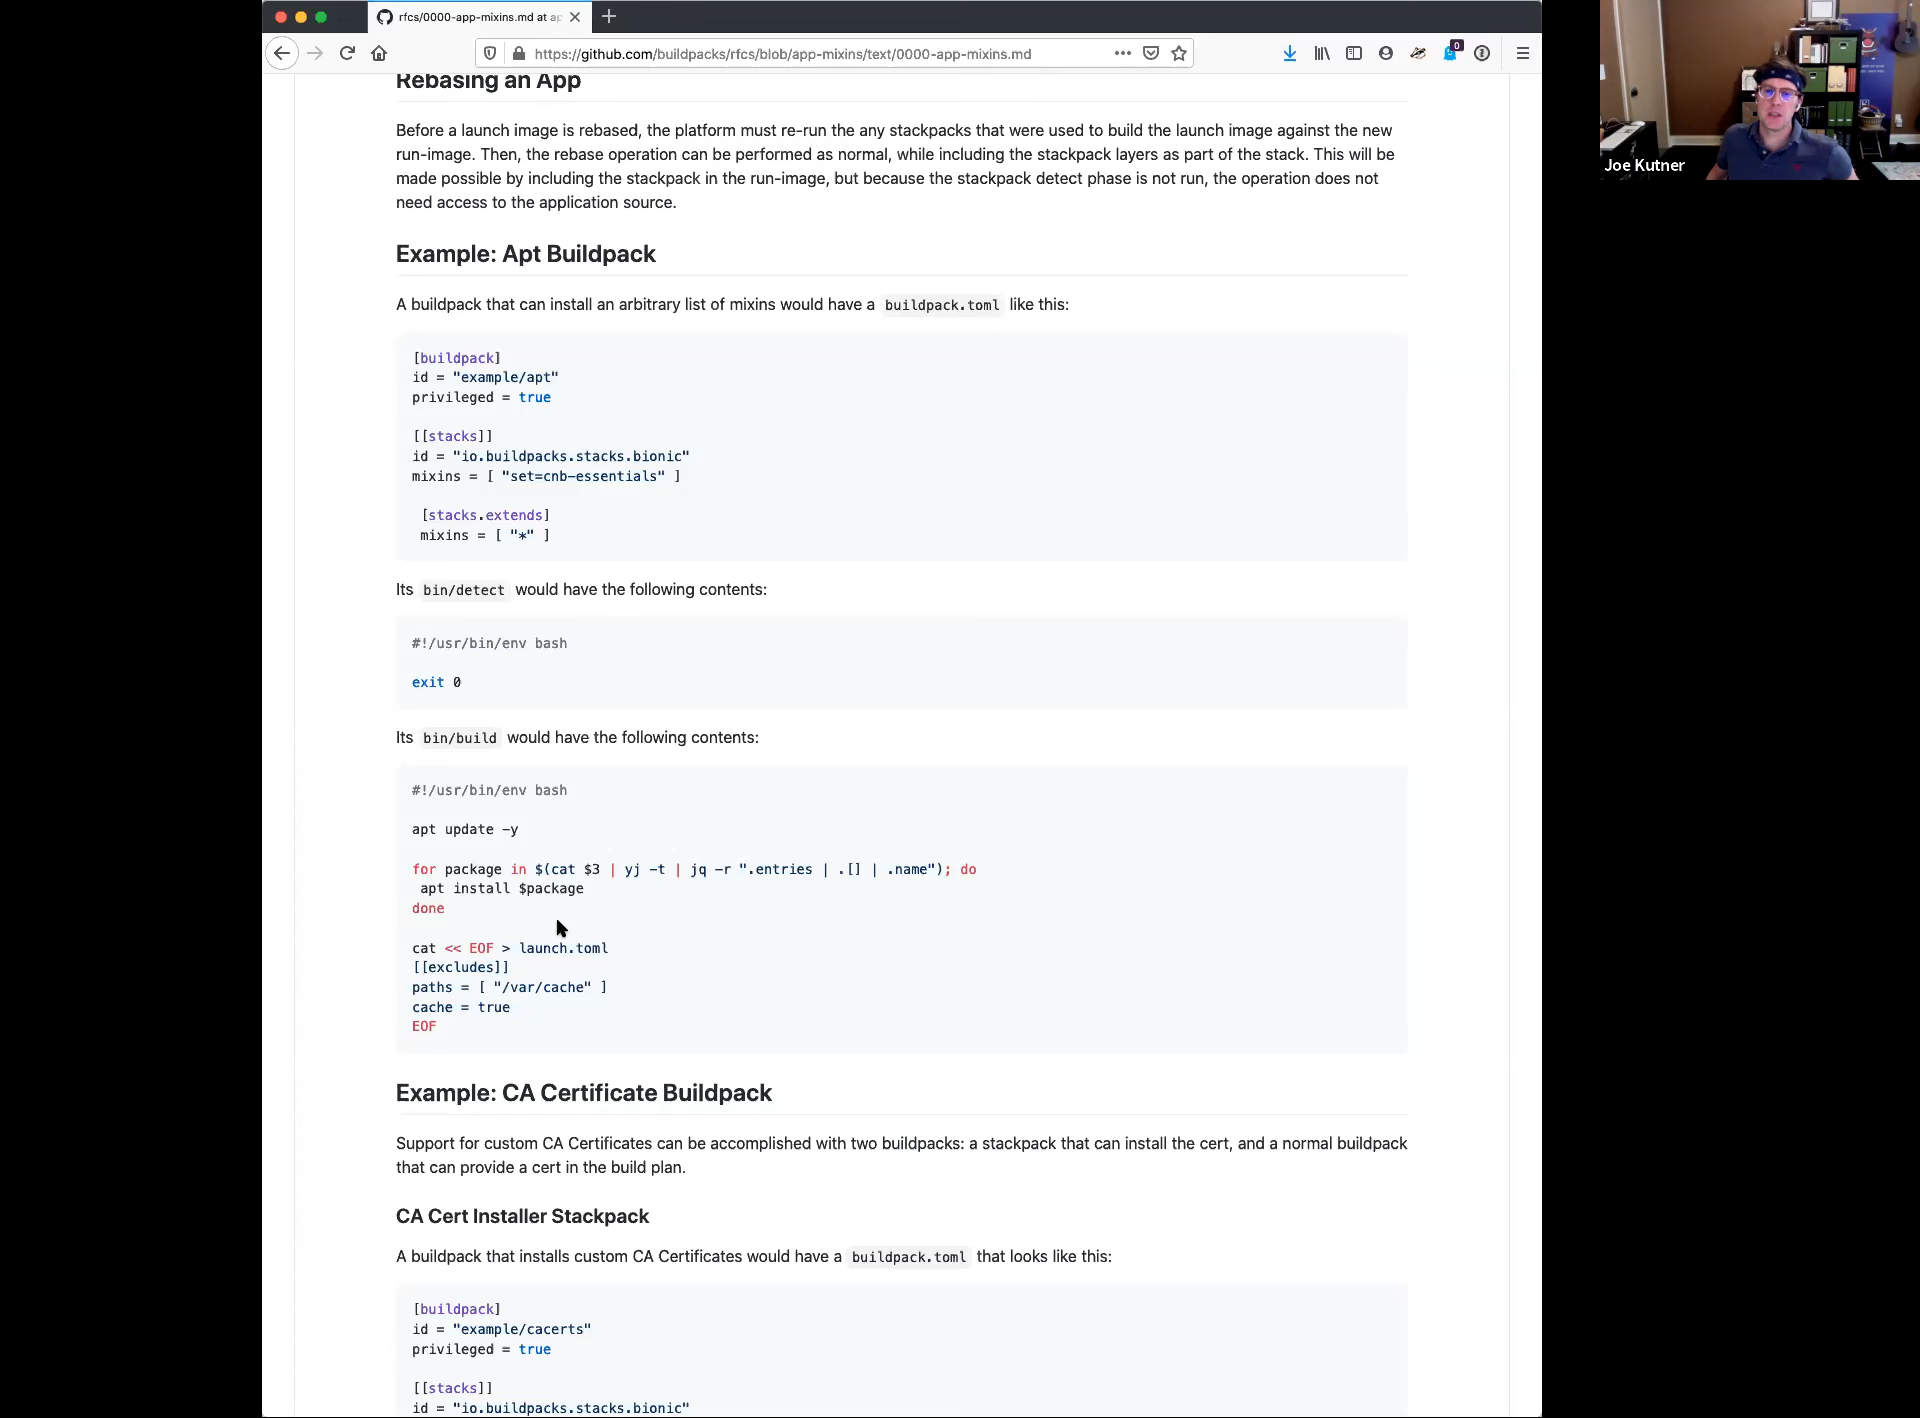 rfcs/0000-app-mixins.md at ap
https://github.com/buildpacks/rfcs/blob/app-mixins/text/0000-app-mixins.md
0
Joe Kutner
Rebasing an App
Before a launch image is rebased, the platform must re-run the any stackpacks that were used to build the launch image against the new
run-image. Then, the rebase operation can be performed as normal, while including the stackpack layers as part of the stack. This will be
made possible by including the stackpack in the run-image, but because the stackpack detect phase is not run, the operation does not
need access to the application source.
Example: Apt Buildpack
A buildpack that can install an arbitrary list of mixins would have a buildpack.toml like this:
[buildpack]
id = "example/apt"
privileged = true
[[stacks]]
id = "io.buildpacks.stacks.bionic"
mixins = [ "set=cnb-essentials" ]
[stacks.extends]
mixins = [ "*" ]
Its bin/detect would have the following contents:
#!/usr/bin/env bash
exit 0
Its bin/build would have the following contents:
#!/usr/bin/env bash
apt update -y
for package in $(cat $3 | yj -t | jq -r ".entries | .[] | .name"); do
apt install $package
done
cat << EOF > launch.toml
[[excludes]]
paths = [ "/var/cache" ]
cache = true
EOF
Example: CA Certificate Buildpack
Support for custom CA Certificates can be accomplished with two buildpacks: a stackpack that can install the cert, and a normal buildpack
that can provide a cert in the build plan.
CA Cert Installer Stackpack
A buildpack that installs custom CA Certificates would have a buildpack.toml that looks like this:
[buildpack]
id = "example/cacerts"
privileged = true
[[stacks]]
id = "io.buildpacks.stacks.bionic"